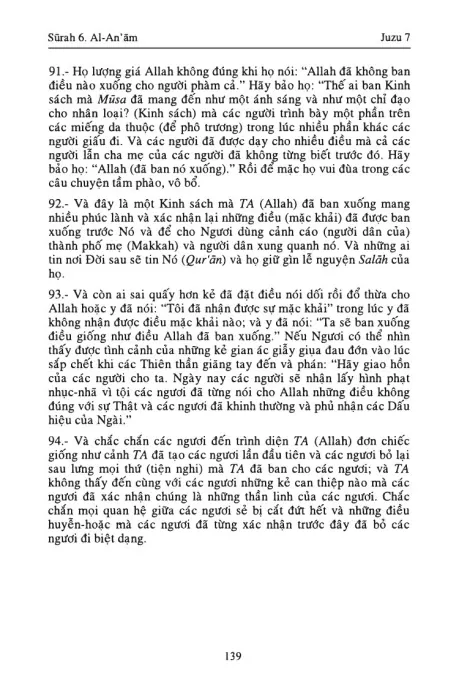 Sūrah 6. Al-An’ām Juzu 7
91.- Họ lượng giá Allah không đúng khi họ nói: “Allah đã không ban
điều nào xuống cho người phàm cả.” Hãy bảo họ: “Thế ai ban Kinh
sách mà Mūsa đã mang đến như một ánh sáng và như một chỉ đạo
cho nhân loại? (Kinh sách) mà các người trình bày một phần trên
các miếng da thuộc (để phô trương) trong lúc nhiều phần khác các
người giấu đi. Và các người đã được dạy cho nhiều điều mà cả các
người lẫn cha mẹ của các người đã không từng biết trước đó. Hãy
bảo họ: “Allah (đã ban nó xuống).” Rồi để mặc họ vui đùa trong các
câu chuyện tầm phào, vô bổ.
92.- Và đây là một Kinh sách mà TA (Allah) đã ban xuống mang
nhiều phúc lành và xác nhận lại những điều (mặc khải) đã được ban
xuống trước Nó và để cho Ngươi dùng cảnh cáo (người dân của)
thành phố mẹ (Makkah) và người dân xung quanh nó. Và những ai
tin nơi Đời sau sẽ tin Nó (Qur'ān) và họ giữ gìn lễ nguyện Salāh của
họ.
93.- Và còn ai sai quấy hơn kẻ đã đặt điều nói dối rồi đổ thừa cho
Allah hoặc y đã nói: “Tôi đã nhận được sự mặc khải” trong lúc y đã
không nhận được điều mặc khải nào; và y đã nói: “Ta sẽ ban xuống
điều giống như điều Allah đã ban xuống.” Nếu Ngươi có thể nhìn
thấy được tình cảnh của những kẻ gian ác giẫy giụa đau đớn vào lúc
sắp chết khi các Thiên thần giăng tay đến và phán: “Hãy giao hồn
của các người cho ta. Ngày nay các người sẽ nhận lấy hình phạt
nhục-nhã vì tội các ngươi đã từng nói cho Allah những điều không
đúng với sự Thật và các ngươi đã khinh thường và phủ nhận các Dấu
hiệu của Ngài.”
94.- Và chắc chắn các ngươi đến trình diện TA (Allah) đơn chiếc
giống như cảnh TA đã tạo các ngươi lần đầu tiên và các ngươi bỏ lại
sau lưng mọi thứ (tiện nghi) mà TA đã ban cho các ngươi; và TA
không thấy đến cùng với các ngươi những kẻ can thiệp nào mà các
ngươi đã xác nhận chúng là những thần linh của các ngươi. Chắc
chắn mọi quan hệ giữa các ngươi sẽ bị cắt đứt hết và những điều
huyễn-hoặc mà các ngươi đã từng xác nhận trước đây đã bỏ các
ngươi đi biệt dạng.
139